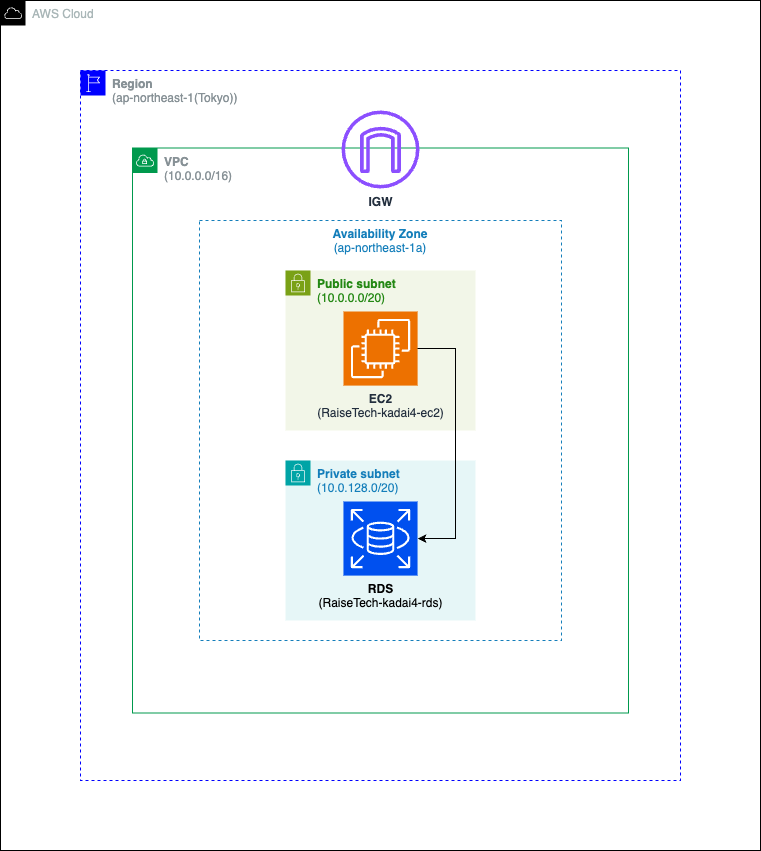 AWS Cloud
Region
(ap-northeast-1(Tokyo))
VPC
(10.0.0.0/16)
IGW
Availability Zone
(ap-northeast-1a)
Public subnet
(10.0.0.0/20)
EC2
(RaiseTech-kadai4-ec2)
Private subnet
(10.0.128.0/20)
RDS
(RaiseTech-kadai4-rds)